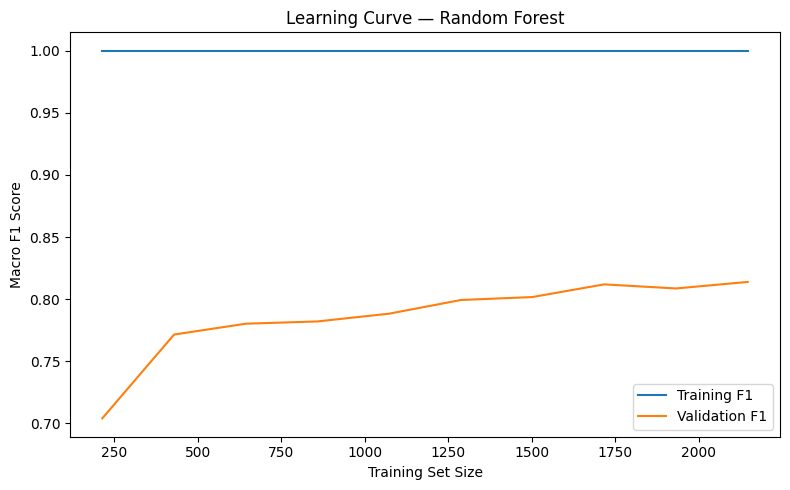 Learning Curve — Random Forest
Macro F1 Score
1.00
0.95
0.90
0.85
0.80
0.75
0.70
250 500 750 1000 1250 1500 1750 2000
Training Set Size
Training F1
Validation F1